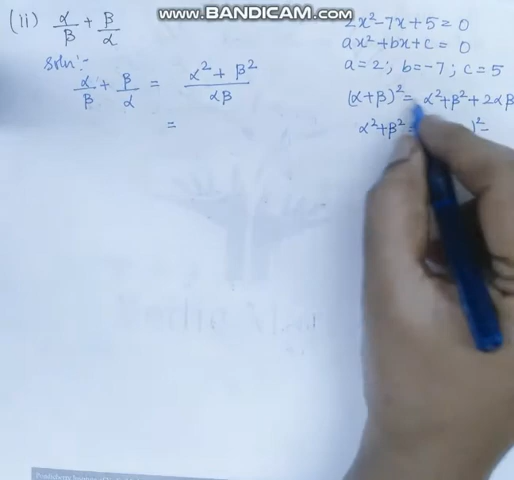 www.BANDICAM.com
(ii) α/β + β/α
2x²-7x+5=0
ax²+bx+c=0
Soln:-
a=2; b=-7; c=5
α/β + β/α = α²+β²/αβ
(α+β)² = α²+β²+2αβ
=
α²+β² = )²-